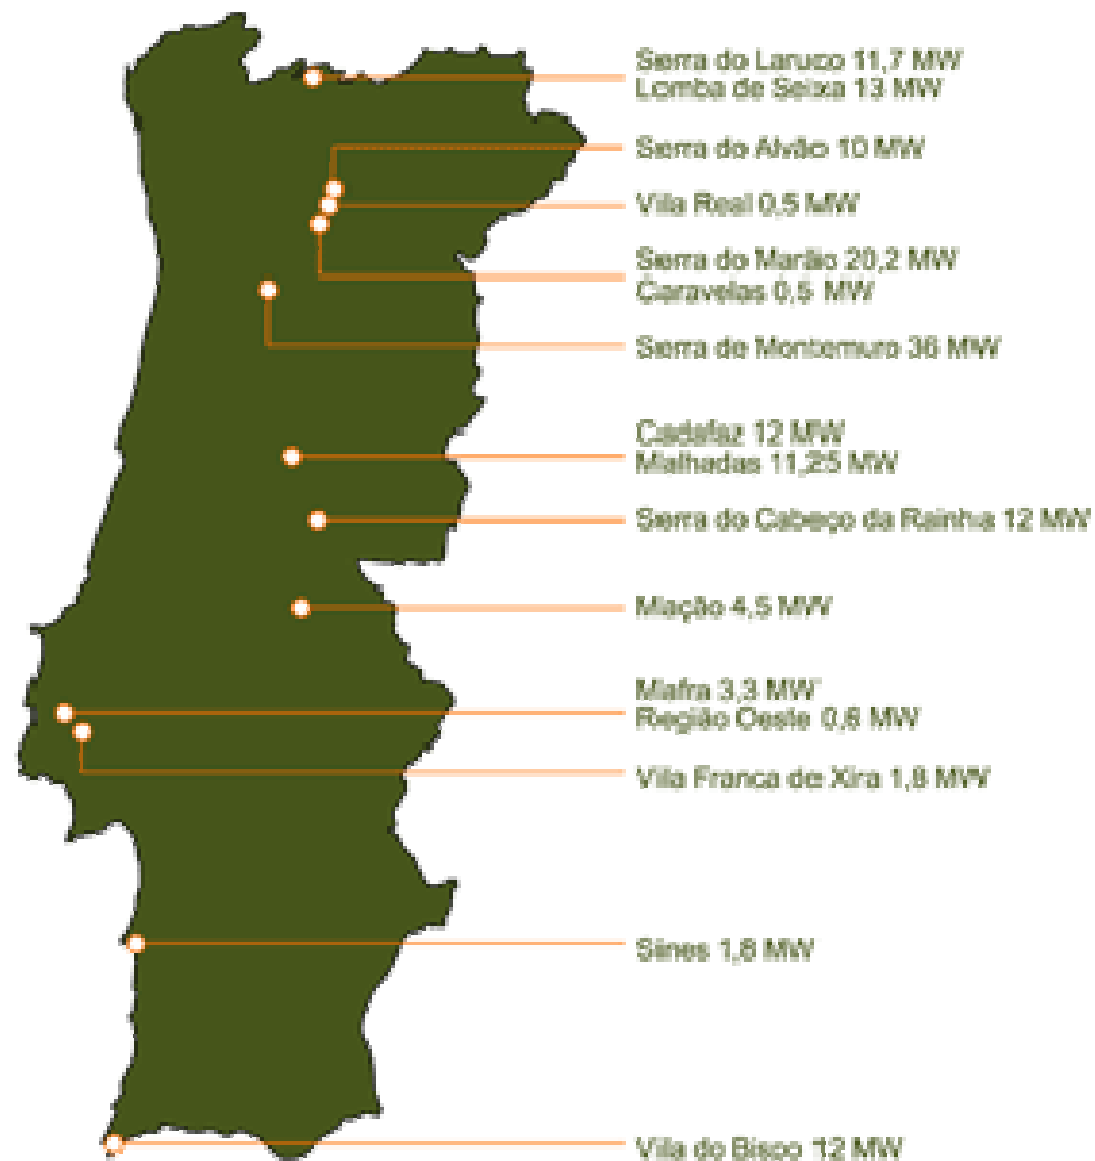 Serra do Laruco 11,7 MW
Lomba de Seixa 13 MW
Serra do Alvão 10 MW
Vila Real 0,5 MW
Serra do Marão 20,2 MW
Caravelas 0,5 MW
Serra de Montemuro 36 MW
Cadafaz 12 MW
Malhadas 11,25 MW
Serra do Cabeço da Rainha 12 MW
Mação 4,5 MW
Mafra 3,3 MW
Região Oeste MW
Vila Franca de Xira 1,8 MW
Sines 1,8 MW
Vila do Bispo 12 MW